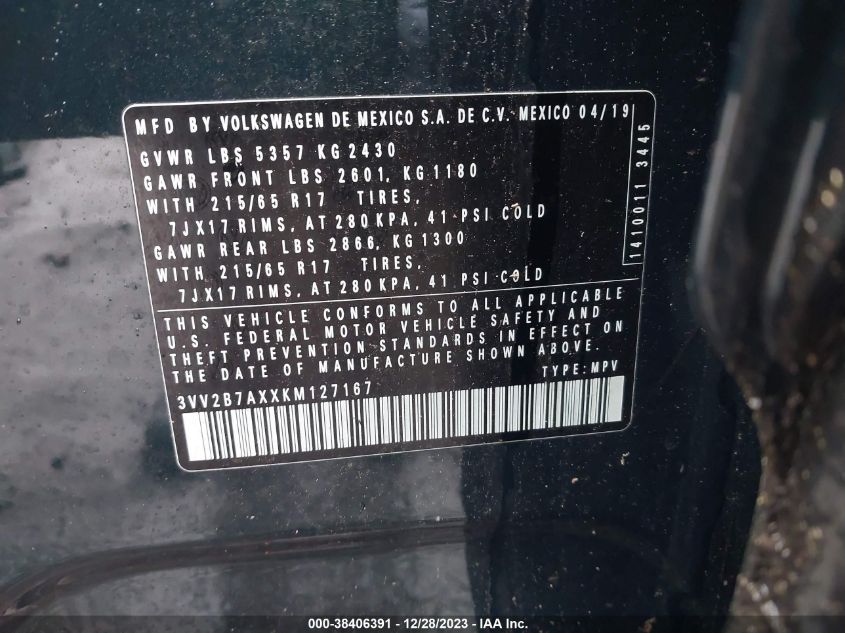 MFD BY VOLKSWAGEN DE MEXICO S.A. DE C.V. MEXICO 04/19
GVWR LBS 5357 KG 2430
GAWR FRONT LBS 2601, KG 1180
WITH 215/65 R17 TIRES,
7JX17 RIMS, AT 280 KPA, 41 PSI COLD
GAWR REAR LBS 2866, KG 1300
WITH 215/65 R17 TIRES,
7JX17 RIMS, AT 280 KPA, 41 PSI COLD
1410011 3445
THIS VEHICLE CONFORMS TO ALL APPLICABLE
U.S. FEDERAL MOTOR VEHICLE SAFETY AND
THEFT PREVENTION STANDARDS IN EFFECT ON
THE DATE OF MANUFACTURE SHOWN ABOVE.
TYPE: MPV
3VV2B7AXXKM127167
000-38406391 - 12/28/2023 - IAA Inc.